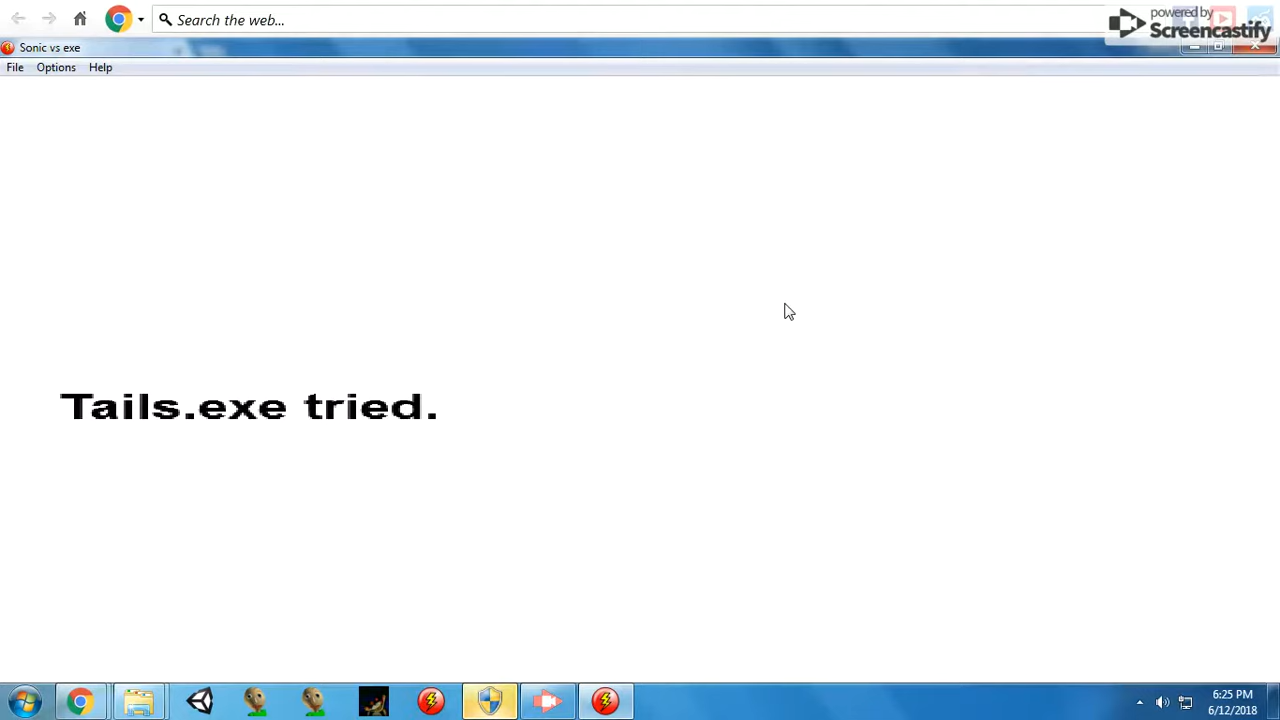 Search the web...
powered by
Screencastify
Sonic vs exe
File Options Help
Tails.exe tried.
6:25 PM
6/12/2018